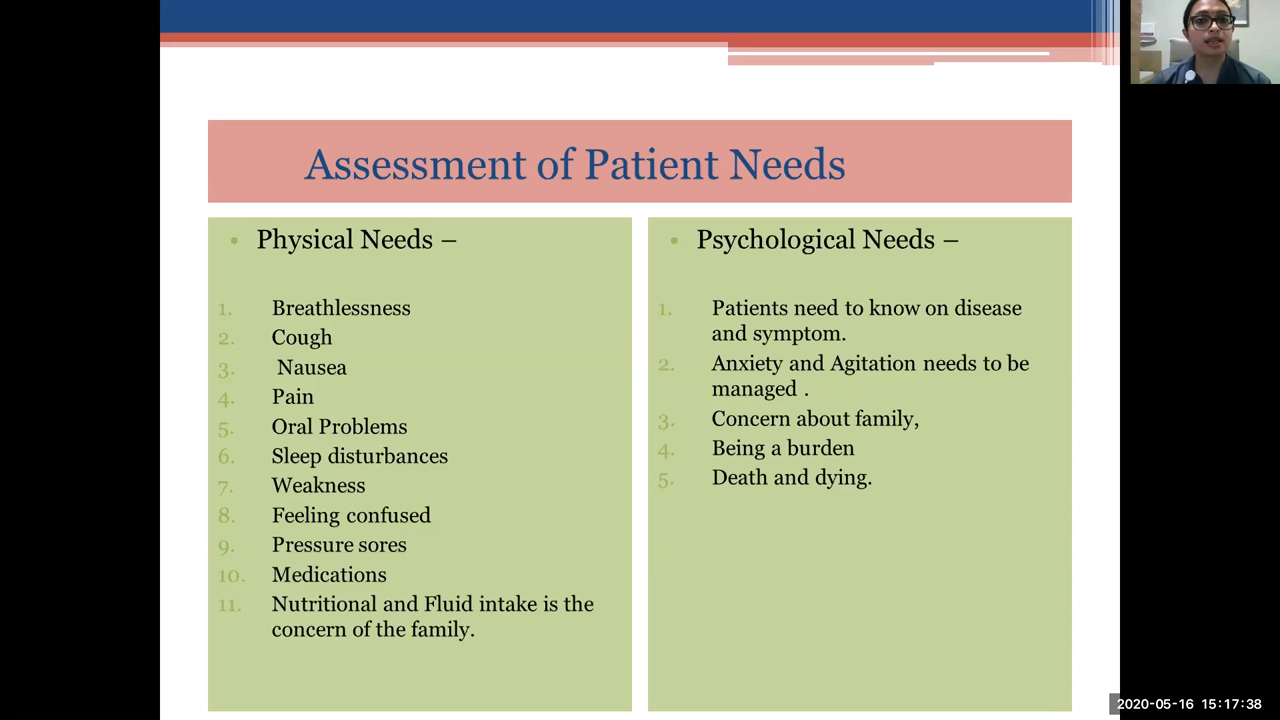 Assessment of Patient Needs
• Physical Needs –
1. Breathlessness
2. Cough
3. Nausea
4. Pain
5. Oral Problems
6. Sleep disturbances
7. Weakness
8. Feeling confused
9. Pressure sores
10. Medications
11. Nutritional and Fluid intake is the
concern of the family.
• Psychological Needs –
1. Patients need to know on disease
and symptom.
2. Anxiety and Agitation needs to be
managed .
3. Concern about family,
4. Being a burden
5. Death and dying.
2020-05-16 15:17:38